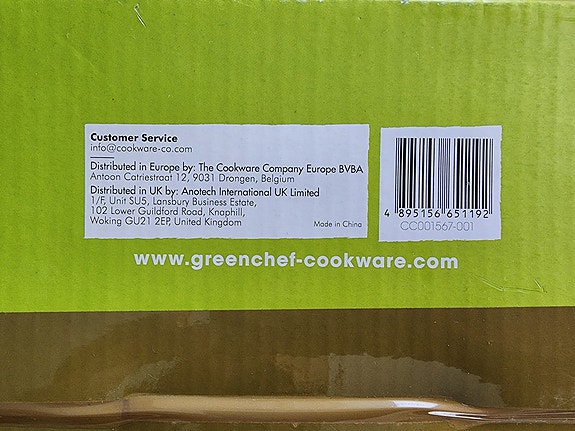 Customer Service
info@cookware-co.com
Distributed in Europe by: The Cookware Company Europe BVBA
Antoon Catriestraat 12, 9031 Drongen, Belgium
Distributed in UK by: Anotech International UK Limited
1/F, Unit SU5, Lansbury Business Estate,
102 Lower Guildford Road, Knaphill,
Woking GU21 2EP, United Kingdom
Made in China
4 895156 651192
CC001567-001
www.greenchef-cookware.com